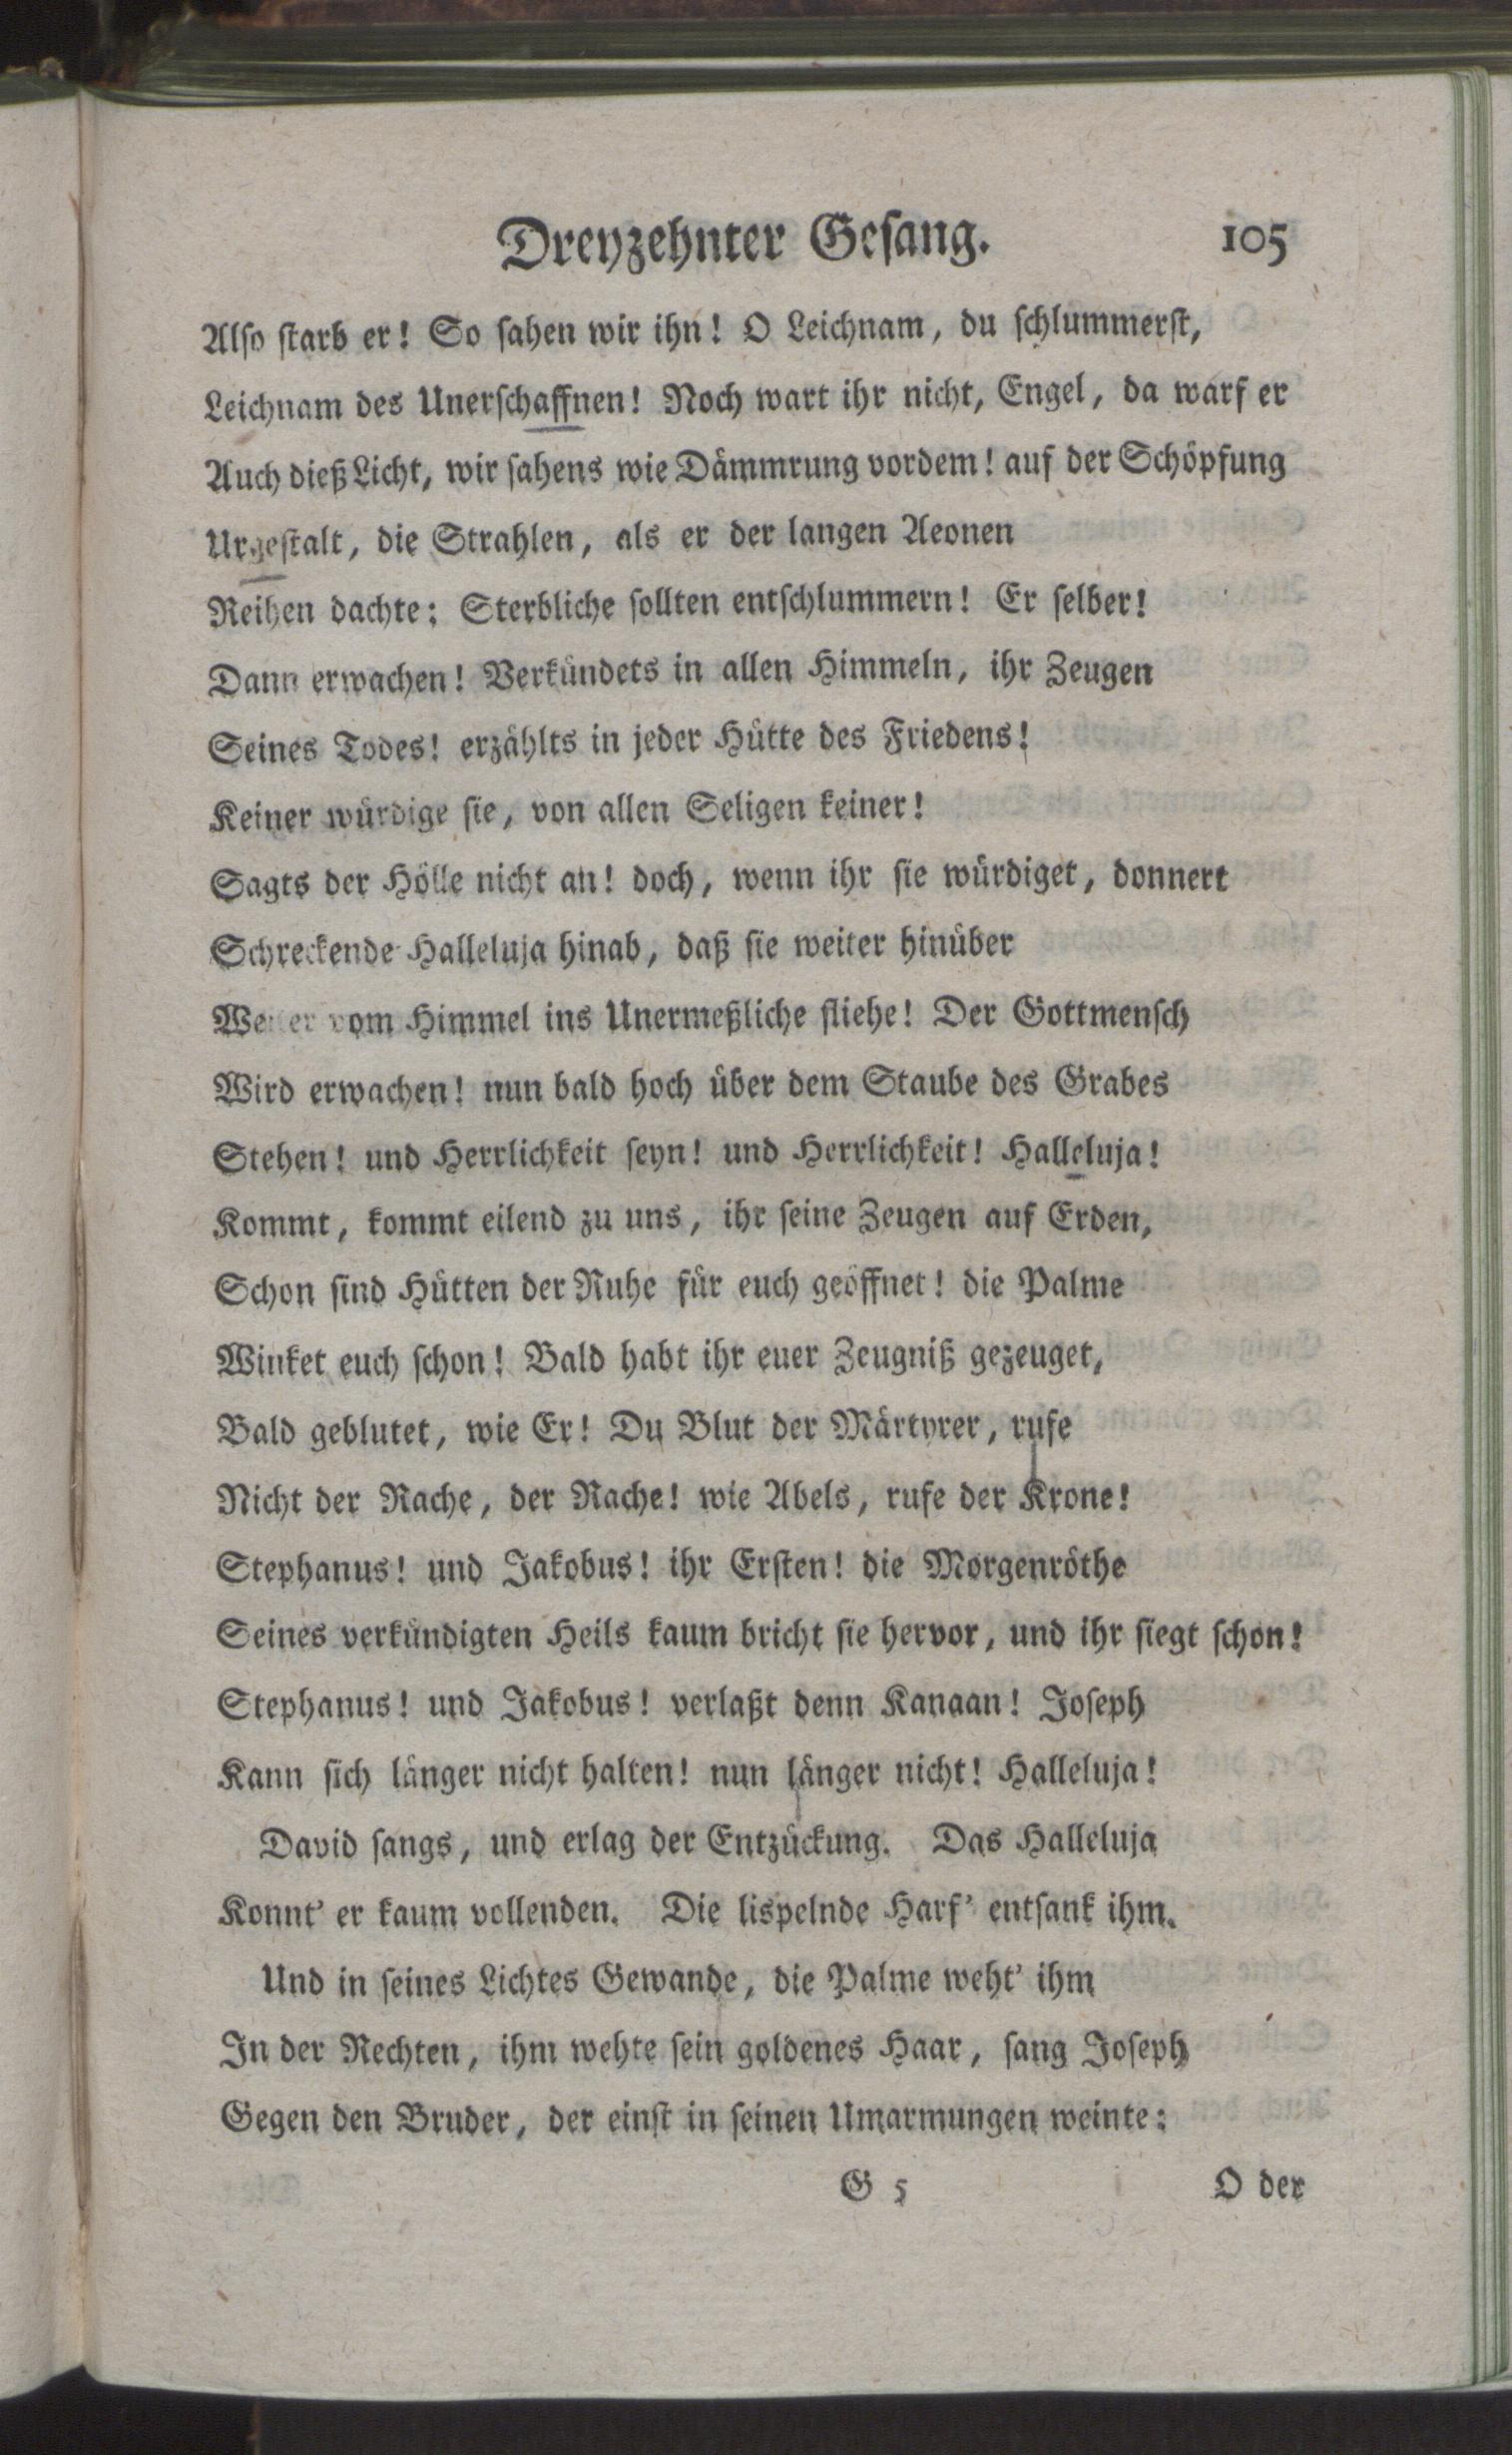 Dreyzehnter Geſang. 105
Alſo ſtarb er! So ſahen wir ihn! O Leichnam, du ſchlummerſt,
Leichnam des Unerſchaffnen! Noch wart ihr nicht, Engel, da warf er
Auch dieß Licht, wir ſahens wie Dämmrung vordem! auf der Schöpfung
Urgeſtalt, die Strahlen, als er der langen Aeonen
Reihen dachte: Sterbliche ſollten entſchlummern! Er ſelber!
Dann erwachen! Verkündets in allen Himmeln, ihr Zeugen
Seines Todes! erzählts in jeder Hütte des Friedens!
Keiner würdige ſie, von allen Seligen keiner!
Sagts der Hölle nicht an! doch, wenn ihr ſie würdiget, donnert
Schreckende Halleluja hinab, daß ſie weiter hinüber
Weiter vom Himmel ins Unermeßliche fliehe! Der Gottmenſch
Wird erwachen! nun bald hoch über dem Staube des Grabes
Stehen! und Herrlichkeit ſeyn! und Herrlichkeit! Halleluja!
Kommt, kommt eilend zu uns, ihr ſeine Zeugen auf Erden,
Schon ſind Hütten der Ruhe für euch geöffnet! die Palme
Winket euch ſchon! Bald habt ihr euer Zeugniß gezeuget,
Bald geblutet, wie Er! Du Blut der Märtyrer, rufe
Nicht der Rache, der Rache! wie Abels, rufe der Krone!
Stephanus! und Jakobus! ihr Erſten! die Morgenröthe
Seines verkündigten Heils kaum bricht ſie hervor, und ihr ſiegt ſchon!
Stephanus! und Jakobus! verlaßt denn Kanaan! Joſeph
Kann ſich länger nicht halten! nun länger nicht! Halleluja!
David ſangs, und erlag der Entzückung. Das Halleluja
Konnt' er kaum vollenden. Die liſpelnde Harf' entſank ihm.
Und in ſeines Lichtes Gewande, die Palme weht' ihm
In der Rechten, ihm wehte ſein goldenes Haar, ſang Joſeph
Gegen den Bruder, der einſt in ſeinen Umarmungen weinte:
G 5 O der